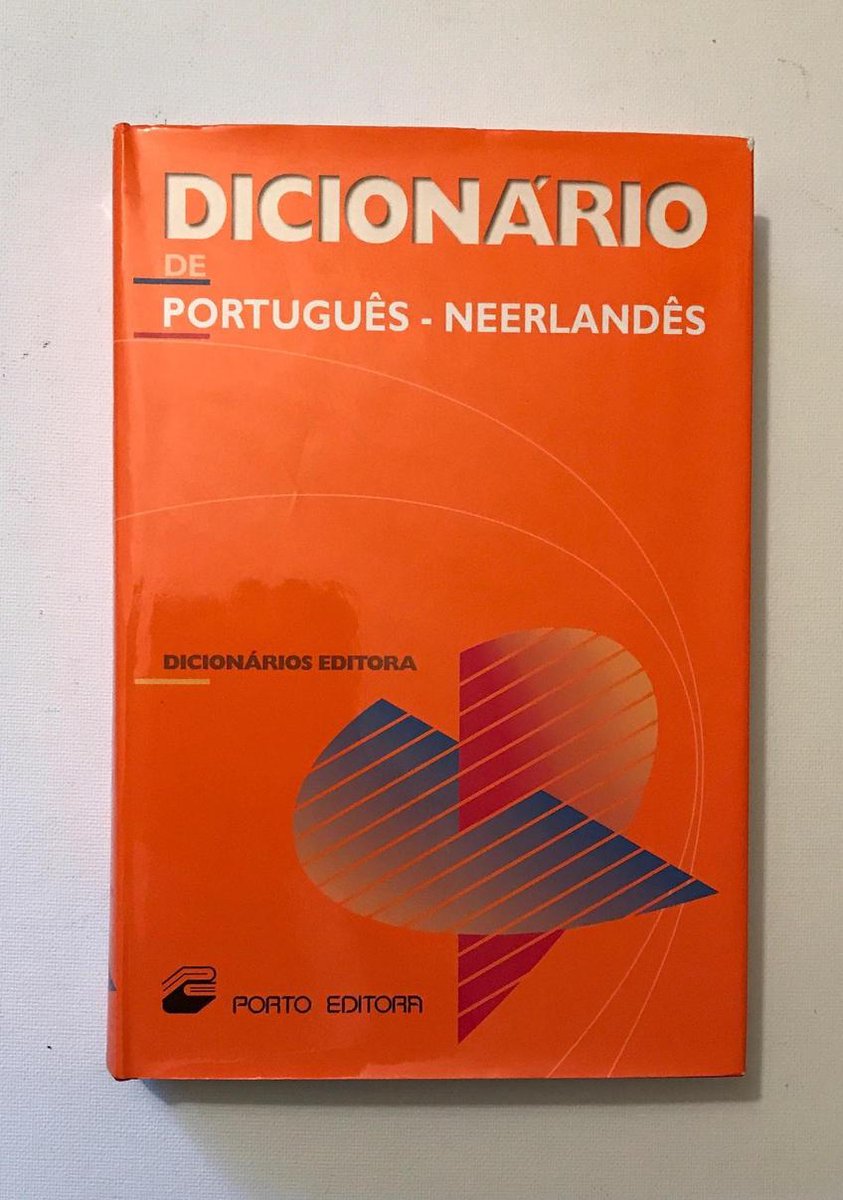 DICIONÁRIO
DE
PORTUGUÊS - NEERLANDÊS
DICIONÁRIOS EDITORA
PORTO EDITORA